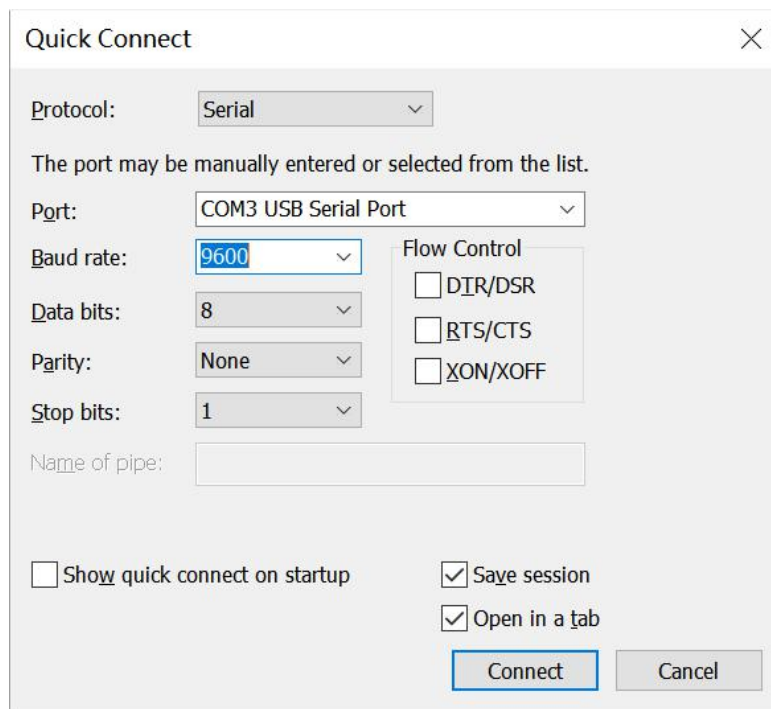 Quick Connect
Protocol: Serial
The port may be manually entered or selected from the list.
Port: COM3 USB Serial Port
Baud rate: 9600
Flow Control
DTR/DSR
Data bits: 8
RTS/CTS
Parity: None
XON/XOFF
Stop bits: 1
Name of pipe:
Show quick connect on startup
Save session
Open in a tab
Connect
Cancel